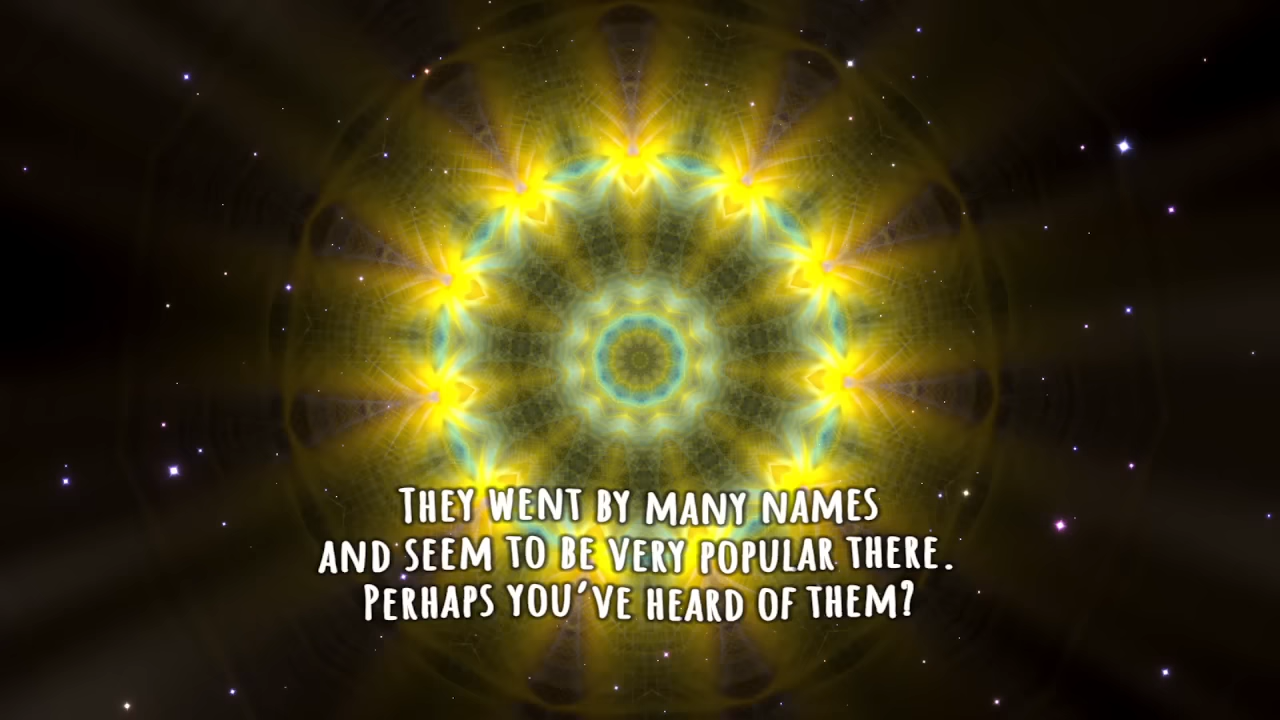 They went by many names
and seem to be very popular there.
Perhaps you've heard of them?